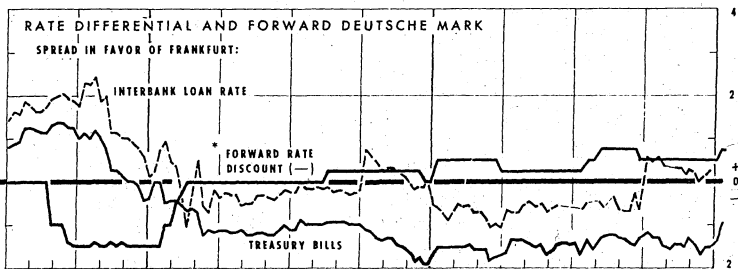 RATE DIFFERENTIAL AND FORWARD DEUTSCHE MARK
SPREAD IN FAVOR OF FRANKFURT:
INTERBANK LOAN RATE
* FORWARD RATE
DISCOUNT (—)
TREASURY BILLS
4
2
+
0
—
2